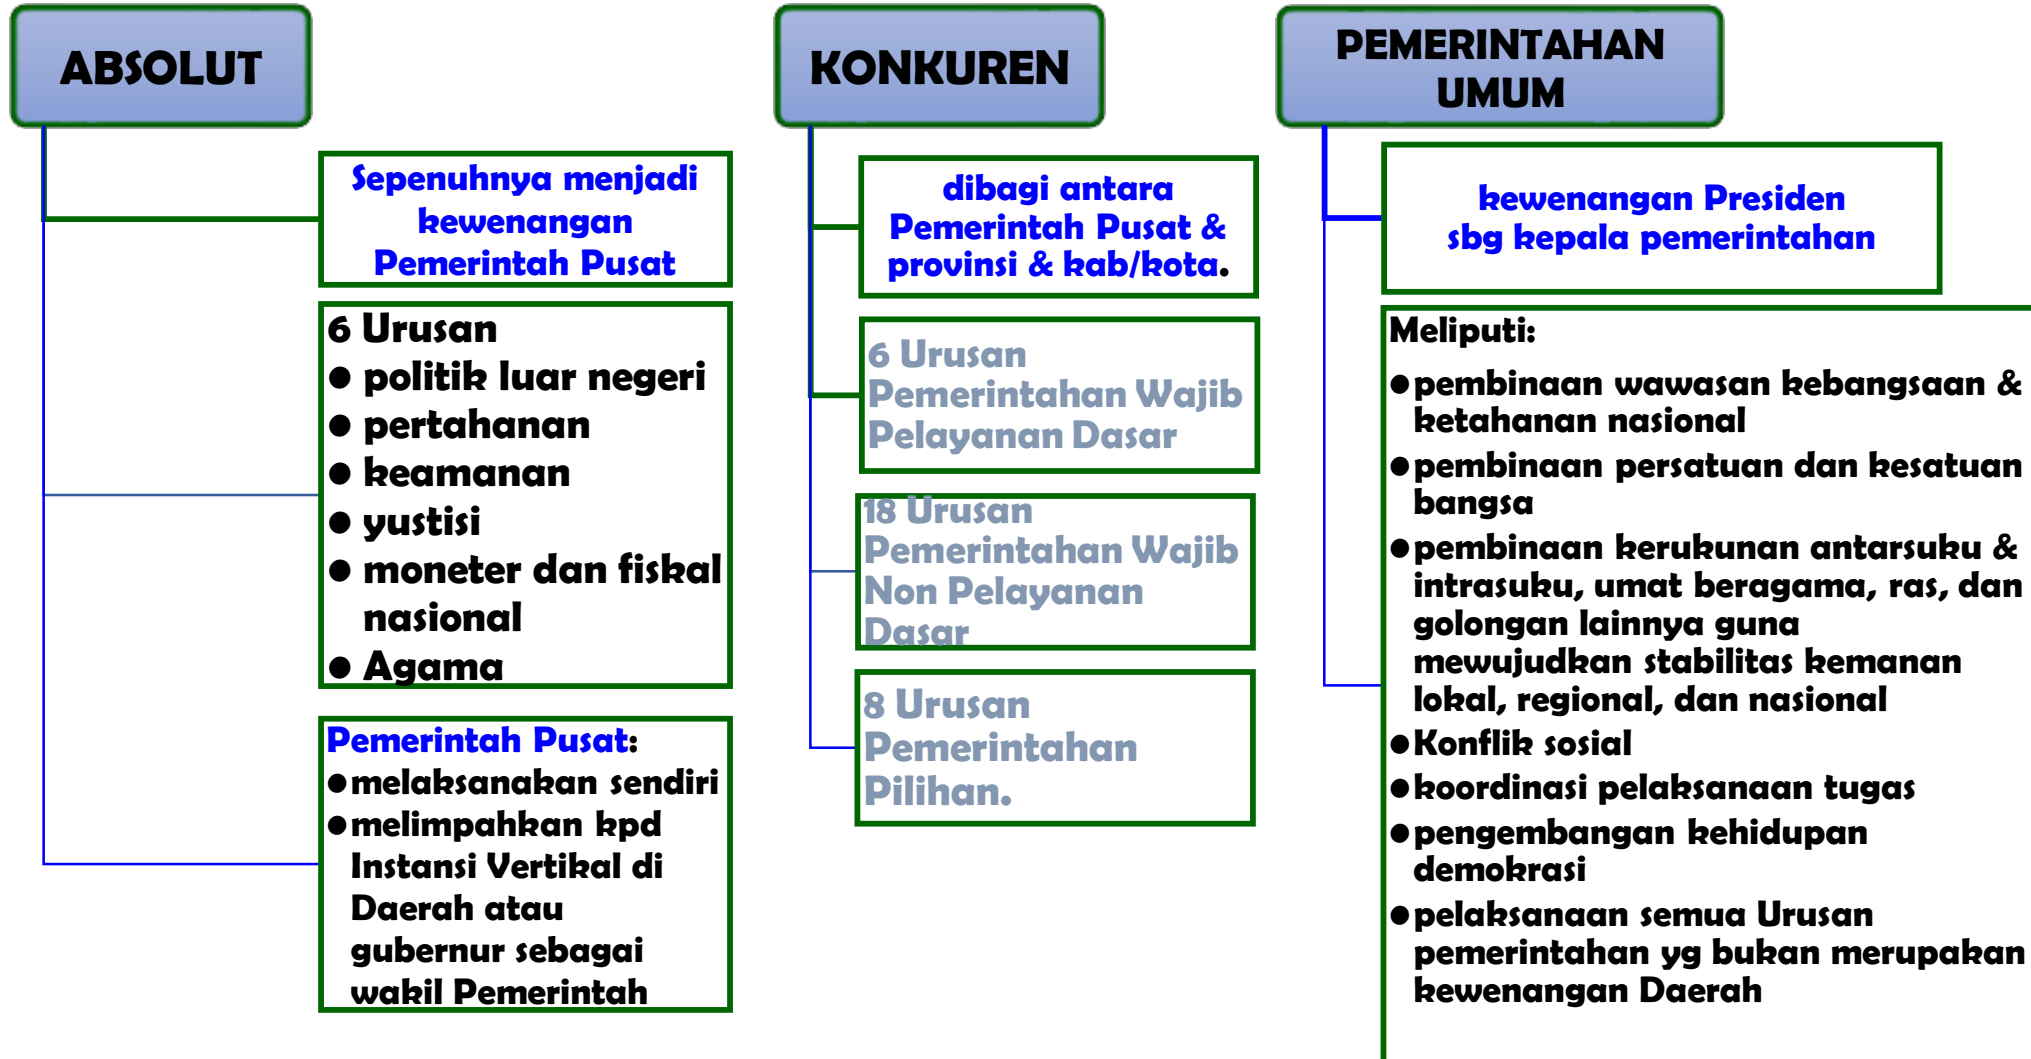 ABSOLUT
Sepenuhnya menjadi
kewenangan
Pemerintah Pusat
6 Urusan
● politik luar negeri
● pertahanan
● keamanan
● yustisi
● moneter dan fiskal
nasional
● Agama
Pemerintah Pusat:
●melaksanakan sendiri
●melimpahkan kpd
Instansi Vertikal di
Daerah atau
gubernur sebagai
wakil Pemerintah
KONKUREN
dibagi antara
Pemerintah Pusat &
provinsi & kab/kota.
6 Urusan
Pemerintahan Wajib
Pelayanan Dasar
18 Urusan
Pemerintahan Wajib
Non Pelayanan
Dasar
8 Urusan
Pemerintahan
Pilihan.
PEMERINTAHAN
UMUM
kewenangan Presiden
sbg kepala pemerintahan
Meliputi:
●pembinaan wawasan kebangsaan &
ketahanan nasional
●pembinaan persatuan dan kesatuan
bangsa
●pembinaan kerukunan antarsuku &
intrasuku, umat beragama, ras, dan
golongan lainnya guna
mewujudkan stabilitas kemanan
lokal, regional, dan nasional
●Konflik sosial
●koordinasi pelaksanaan tugas
●pengembangan kehidupan
demokrasi
●pelaksanaan semua Urusan
pemerintahan yg bukan merupakan
kewenangan Daerah